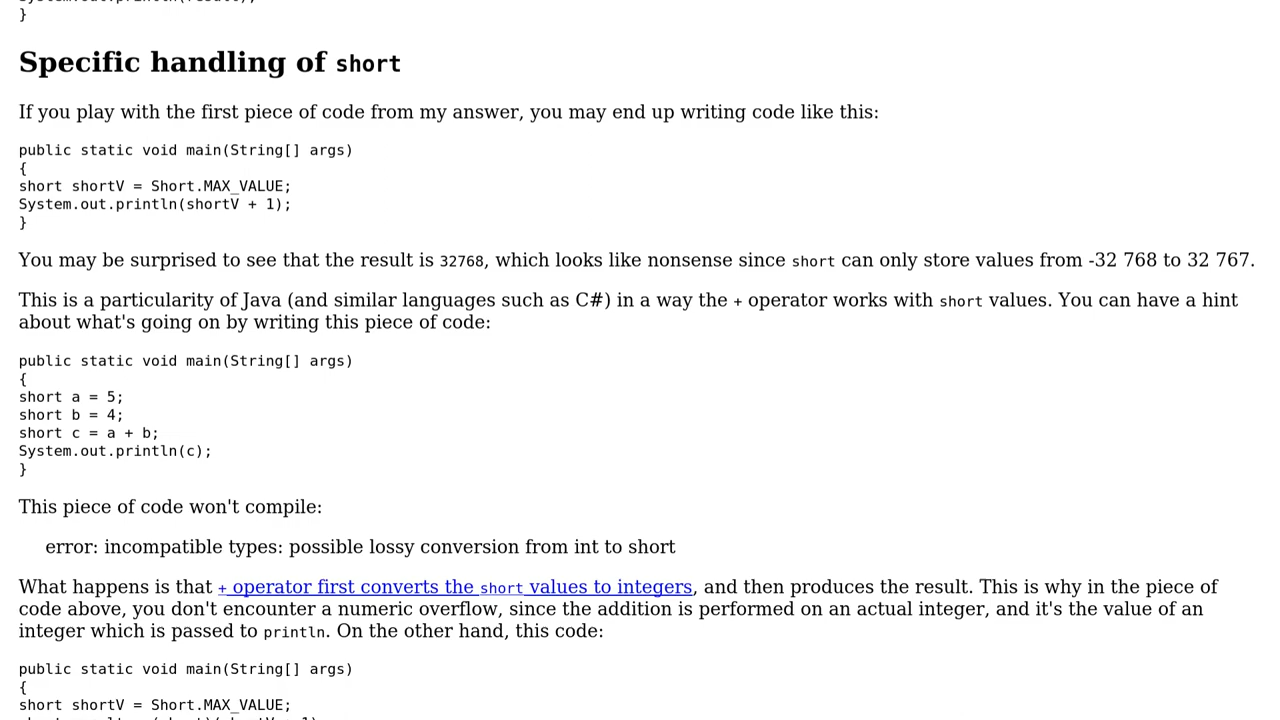 System.out.println(result);
}
Specific handling of short
If you play with the first piece of code from my answer, you may end up writing code like this:
public static void main(String[] args)
{
short shortV = Short.MAX_VALUE;
System.out.println(shortV + 1);
}
You may be surprised to see that the result is 32768, which looks like nonsense since short can only store values from -32 768 to 32 767.
This is a particularity of Java (and similar languages such as C#) in a way the + operator works with short values. You can have a hint
about what's going on by writing this piece of code:
public static void main(String[] args)
{
short a = 5;
short b = 4;
short c = a + b;
System.out.println(c);
}
This piece of code won't compile:
error: incompatible types: possible lossy conversion from int to short
What happens is that + operator first converts the short values to integers, and then produces the result. This is why in the piece of
code above, you don't encounter a numeric overflow, since the addition is performed on an actual integer, and it's the value of an
integer which is passed to println. On the other hand, this code:
public static void main(String[] args)
{
short shortV = Short.MAX_VALUE;